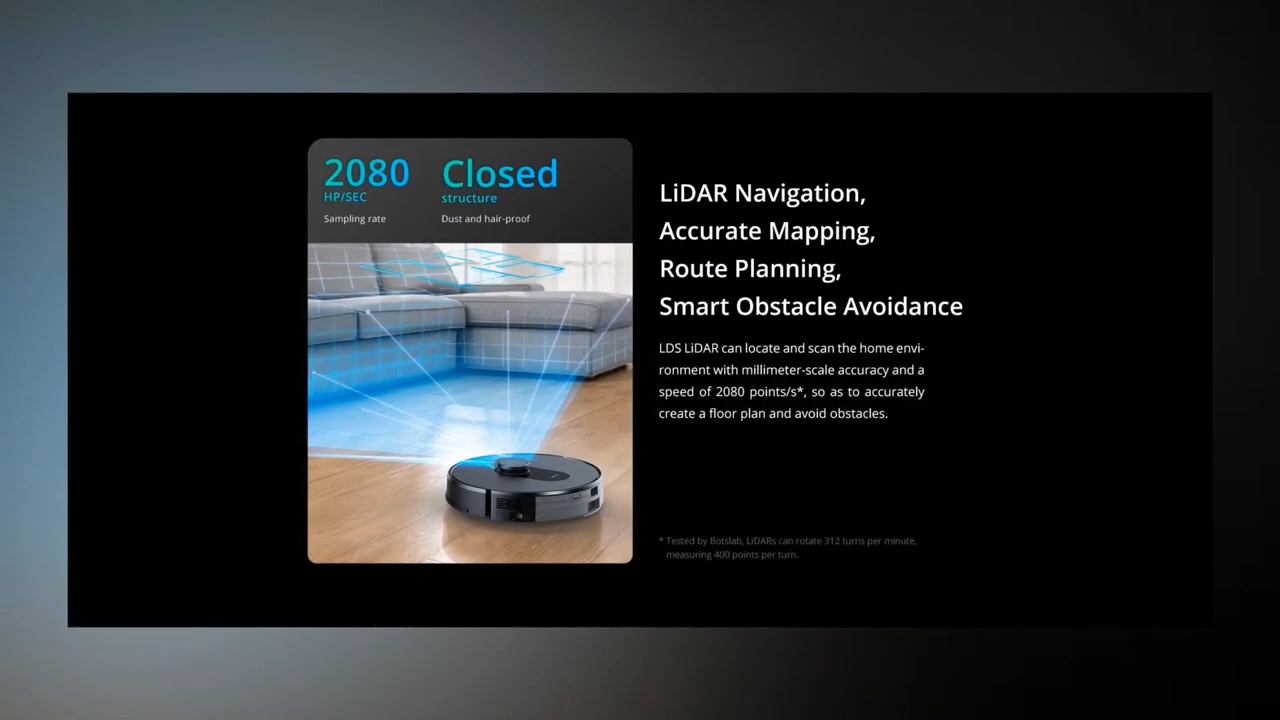 2080
HP/SEC
Sampling rate
Closed
structure
Dust and hair-proof
LiDAR Navigation,
Accurate Mapping,
Route Planning,
Smart Obstacle Avoidance
LDS LiDAR can locate and scan the home envi-
ronment with millimeter-scale accuracy and a
speed of 2080 points/s*, so as to accurately
create a floor plan and avoid obstacles.
* Tested by Botslab, LiDARs can rotate 312 turns per minute,
measuring 400 points per turn.